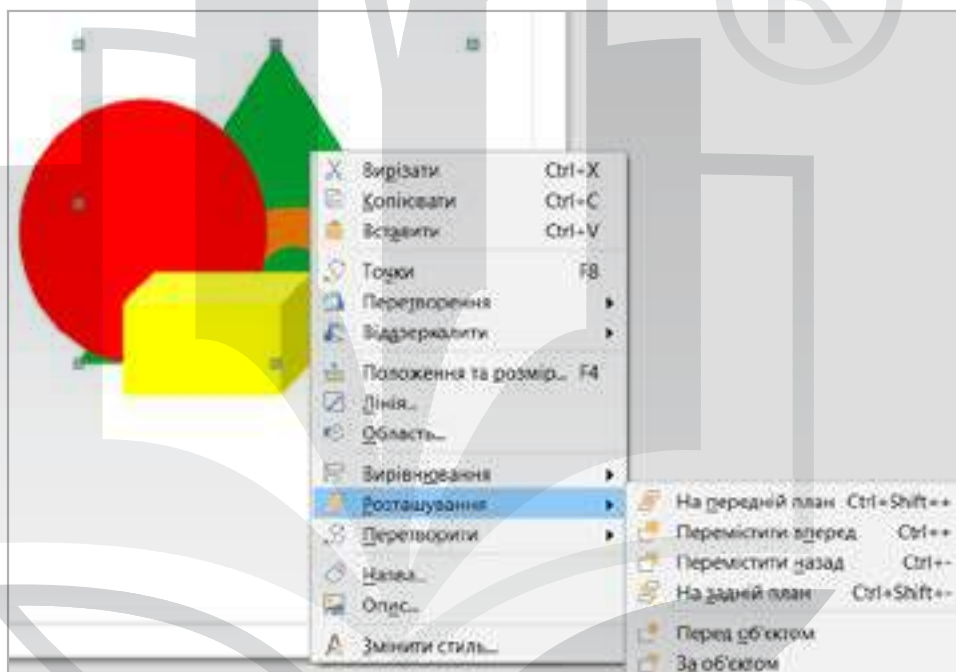 Вирізати Ctrl+X
Копіювати Ctrl+C
Вставити Ctrl+V
Точки F8
Перетворення
Віддзеркалити
Положення та розмір... F4
Лінія...
Область...
Вирівнювання
Розташування
Перетворити
Назва...
Опис...
Змінити стиль...
На передній план Ctrl+Shift++
Перемістити вперед Ctrl++
Перемістити назад Ctrl+-
На задній план Ctrl+Shift+-
Перед об'єктом
За об'єктом
R